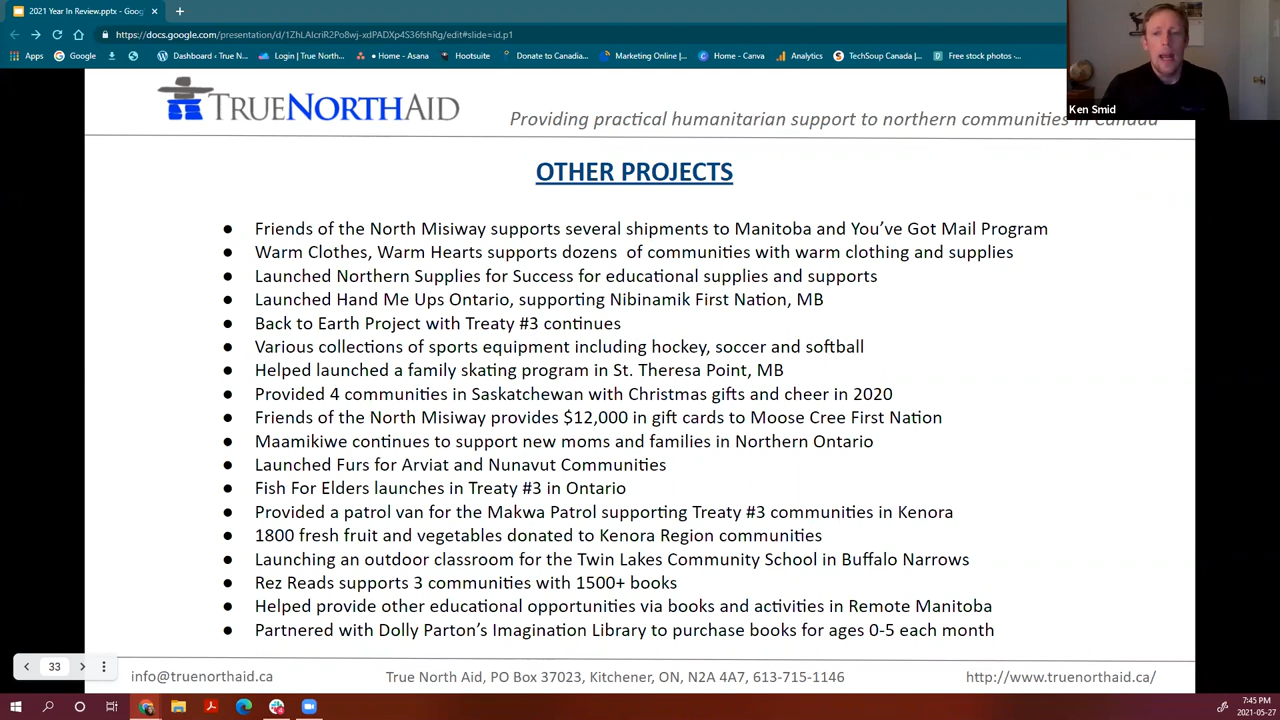 2021 Year In Review.pptx - Goog
https://docs.google.com/presentation/d/1ZhLAlcriR2Po8wj-xdPADXp4S36fshRg/edit#slide=id.p1
Apps Google Dashboard ‹ True N... Login | True North... • Home - Asana Hootsuite Donate to Canadia... Marketing Online |... Home - Canva Analytics TechSoup Canada |... Free stock photos -...
TRUENORTHAID
Providing practical humanitarian support to northern communities in Canada
Ken Smid
OTHER PROJECTS
● Friends of the North Misiway supports several shipments to Manitoba and You've Got Mail Program
● Warm Clothes, Warm Hearts supports dozens of communities with warm clothing and supplies
● Launched Northern Supplies for Success for educational supplies and supports
● Launched Hand Me Ups Ontario, supporting Nibinamik First Nation, MB
● Back to Earth Project with Treaty #3 continues
● Various collections of sports equipment including hockey, soccer and softball
● Helped launched a family skating program in St. Theresa Point, MB
● Provided 4 communities in Saskatchewan with Christmas gifts and cheer in 2020
● Friends of the North Misiway provides $12,000 in gift cards to Moose Cree First Nation
● Maamikiwe continues to support new moms and families in Northern Ontario
● Launched Furs for Arviat and Nunavut Communities
● Fish For Elders launches in Treaty #3 in Ontario
● Provided a patrol van for the Makwa Patrol supporting Treaty #3 communities in Kenora
● 1800 fresh fruit and vegetables donated to Kenora Region communities
● Launching an outdoor classroom for the Twin Lakes Community School in Buffalo Narrows
● Rez Reads supports 3 communities with 1500+ books
● Helped provide other educational opportunities via books and activities in Remote Manitoba
● Partnered with Dolly Parton's Imagination Library to purchase books for ages 0-5 each month
33
info@truenorthaid.ca True North Aid, PO Box 37023, Kitchener, ON, N2A 4A7, 613-715-1146 http://www.truenorthaid.ca/
7:45 PM
2021-05-27